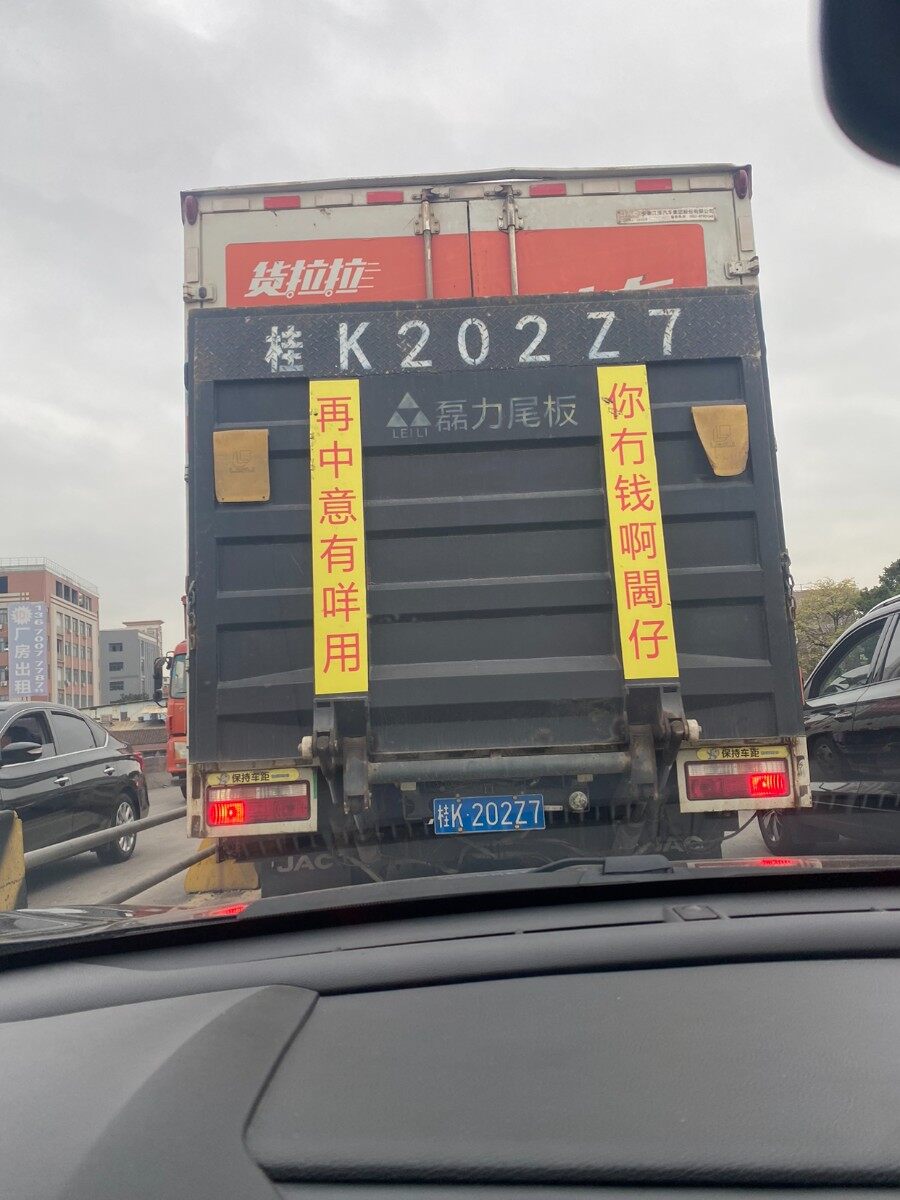 货拉拉
桂K202Z7
再中意有咩用
LEILI
磊力尾板
你冇钱啊閪仔
厂房出租
保持车距
保持车距
桂K·202Z7
JAC
JAC